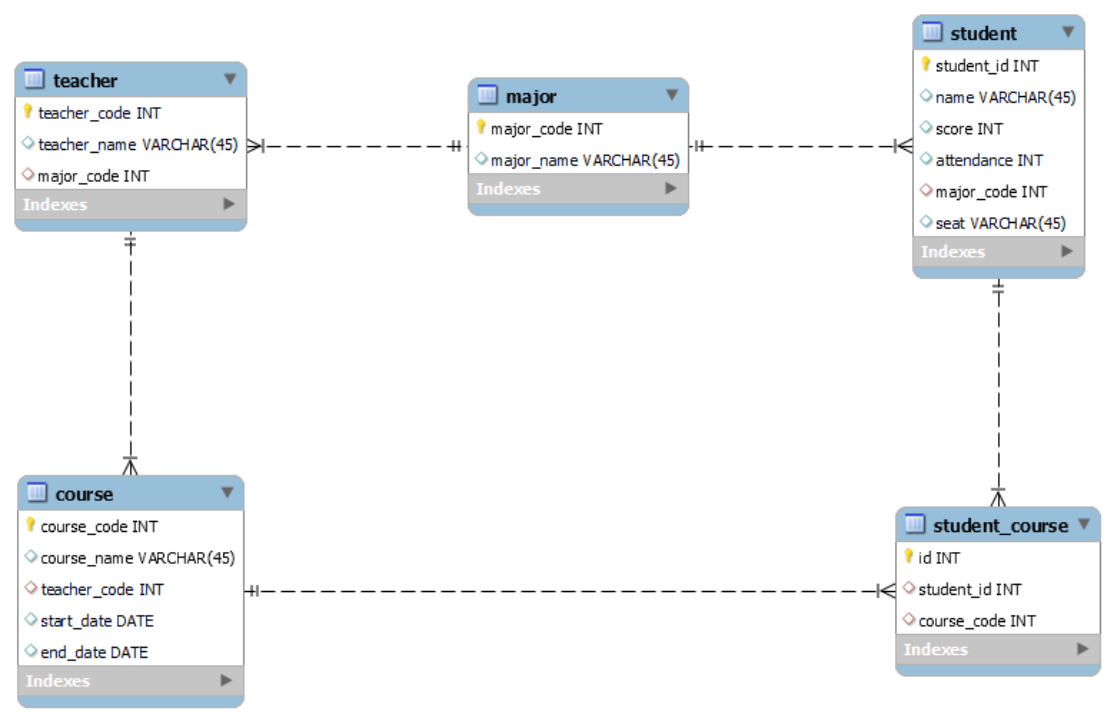 teacher
teacher_code INT
teacher_name VARCHAR(45)
major_code INT
Indexes
major
major_code INT
major_name VARCHAR(45)
Indexes
student
student_id INT
name VARCHAR(45)
score INT
attendance INT
major_code INT
seat VARCHAR(45)
Indexes
course
course_code INT
course_name VARCHAR(45)
teacher_code INT
start_date DATE
end_date DATE
Indexes
student_course
id INT
student_id INT
course_code INT
Indexes